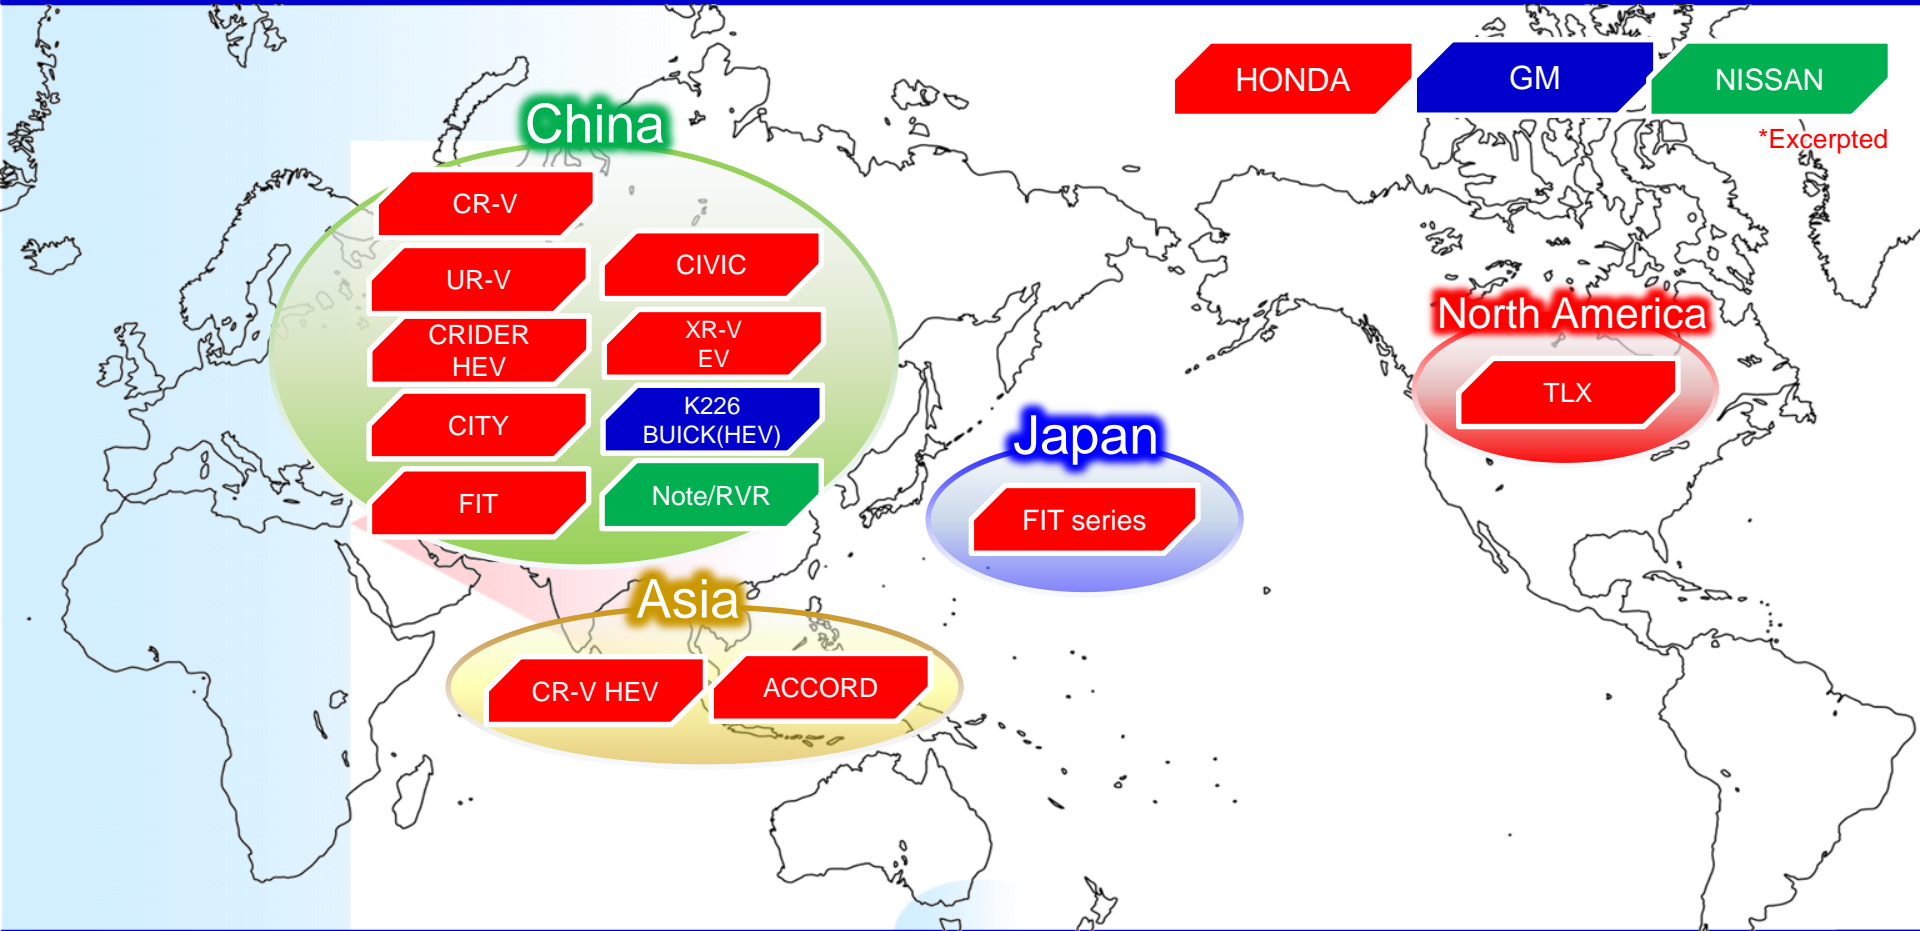 HONDA
GM
NISSAN
*Excerpted
China
CR-V
UR-V
CRIDER
HEV
CITY
FIT
CIVIC
XR-V
EV
K226
BUICK(HEV)
Note/RVR
North America
TLX
Japan
FIT series
Asia
CR-V HEV
ACCORD